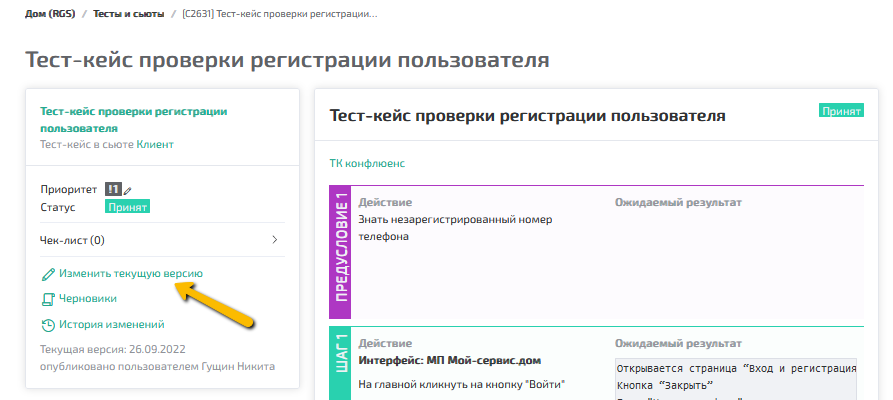 Дом (RGS) / Тесты и сьюты / [C2631] Тест-кейс проверки регистрации...
Тест-кейс проверки регистрации пользователя
Тест-кейс проверки регистрации
пользователя
Тест-кейс в сьюте Клиент
Приоритет !1
Статус Принят
Чек-лист (0)
Изменить текущую версию
Черновики
История изменений
Текущая версия: 26.09.2022
опубликовано пользователем Гущин Никита
Тест-кейс проверки регистрации пользователя
Принят
ТК конфлюенс
ПРЕДУСЛОВИЕ 1
Действие
Знать незарегистрированный номер
телефона
Ожидаемый результат
ШАГ 1
Действие
Интерфейс: МП Мой-сервис.дом
На главной кликнуть на кнопку "Войти"
Ожидаемый результат
Открывается страница “Вход и регистрация
Кнопка “Закрыть”